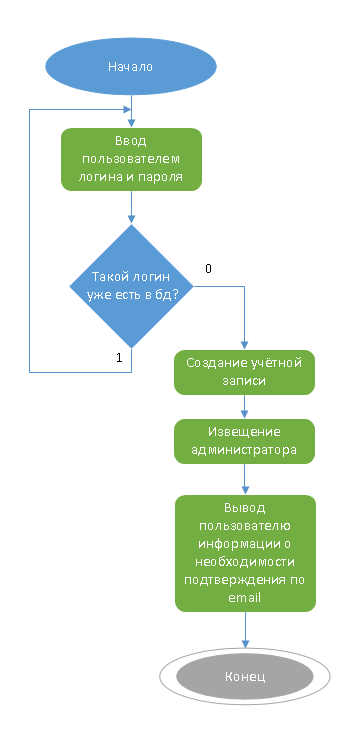 Начало
Ввод
пользователем
логина и пароля
Такой логин
уже есть в бд?
0
1
Создание учётной
записи
Извещение
администратора
Вывод
пользователю
информации о
необходимости
подтверждения по
email
Конец